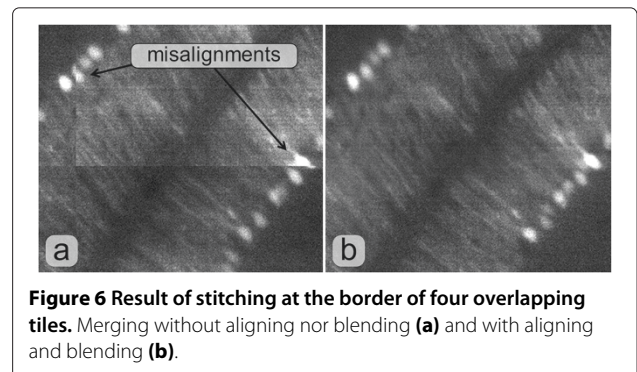 misalignments
a
b
Figure 6 Result of stitching at the border of four overlapping
tiles. Merging without aligning nor blending (a) and with aligning
and blending (b).